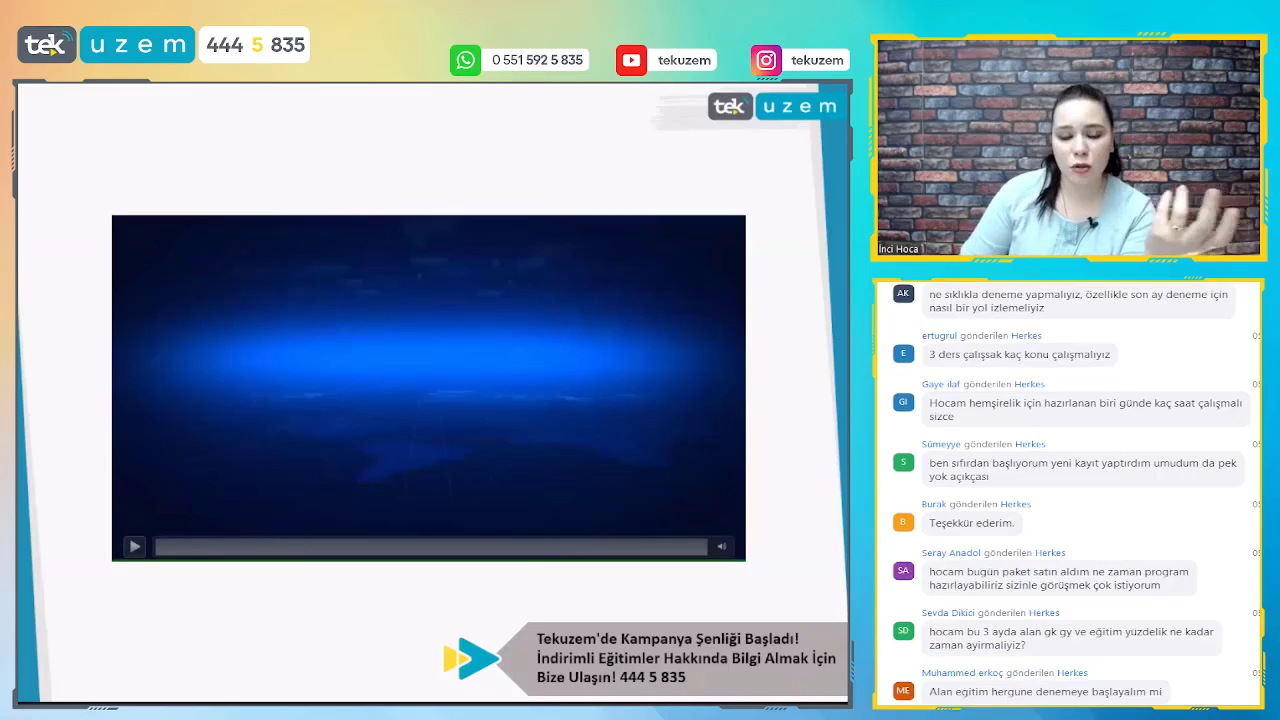 tek uzem 444 5 835
0 551 592 5 835
tekuzem
tekuzem
tek uzem
İnci Hoca
AK
ne sıklıkla deneme yapmalıyız, özellikle son ay deneme için
nasıl bir yol izlemeliyiz
ertugrul gönderilen Herkes
E
3 ders çalışsak kaç konu çalışmalıyız
Gaye ilaf gönderilen Herkes
GI
Hocam hemşirelik için hazırlanan biri günde kaç saat çalışmalı
sizce
Sümeyye gönderilen Herkes
S
ben sıfırdan başlıyorum yeni kayıt yaptırdım umudum da pek
yok açıkçası
Burak gönderilen Herkes
B
Teşekkür ederim.
Seray Anadol gönderilen Herkes
SA
hocam bugün paket satın aldım ne zaman program
hazırlayabiliriz sizinle görüşmek çok istiyorum
Sevda Dikici gönderilen Herkes
SD
hocam bu 3 ayda alan gk gy ve eğitim yüzdelik ne kadar
zaman ayirmaliyiz?
Muhammed erkoç gönderilen Herkes
ME
Alan egitim hergune denemeye başlayalım mi
Tekuzem'de Kampanya Şenliği Başladı!
İndirimli Eğitimler Hakkında Bilgi Almak İçin
Bize Ulaşın! 444 5 835